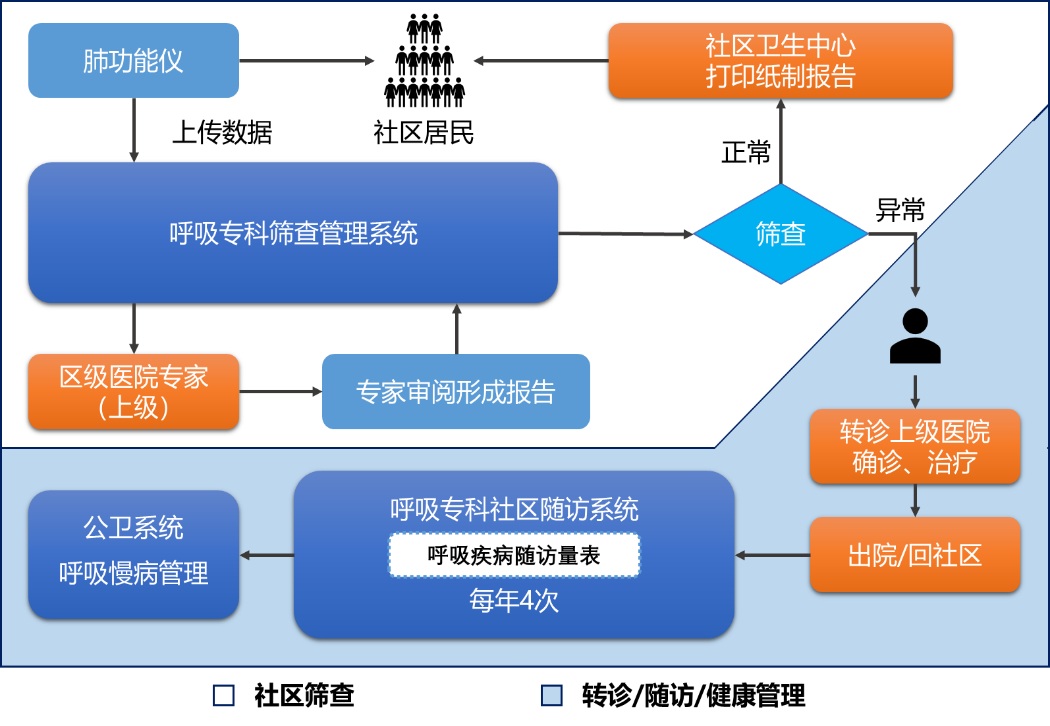 肺功能仪
社区居民
社区卫生中心
打印纸制报告
上传数据
正常
呼吸专科筛查管理系统
筛查
异常
区级医院专家
（上级）
专家审阅形成报告
转诊上级医院
确诊、治疗
出院/回社区
呼吸专科社区随访系统
呼吸疾病随访量表
每年4次
公卫系统
呼吸慢病管理
社区筛查
转诊/随访/健康管理